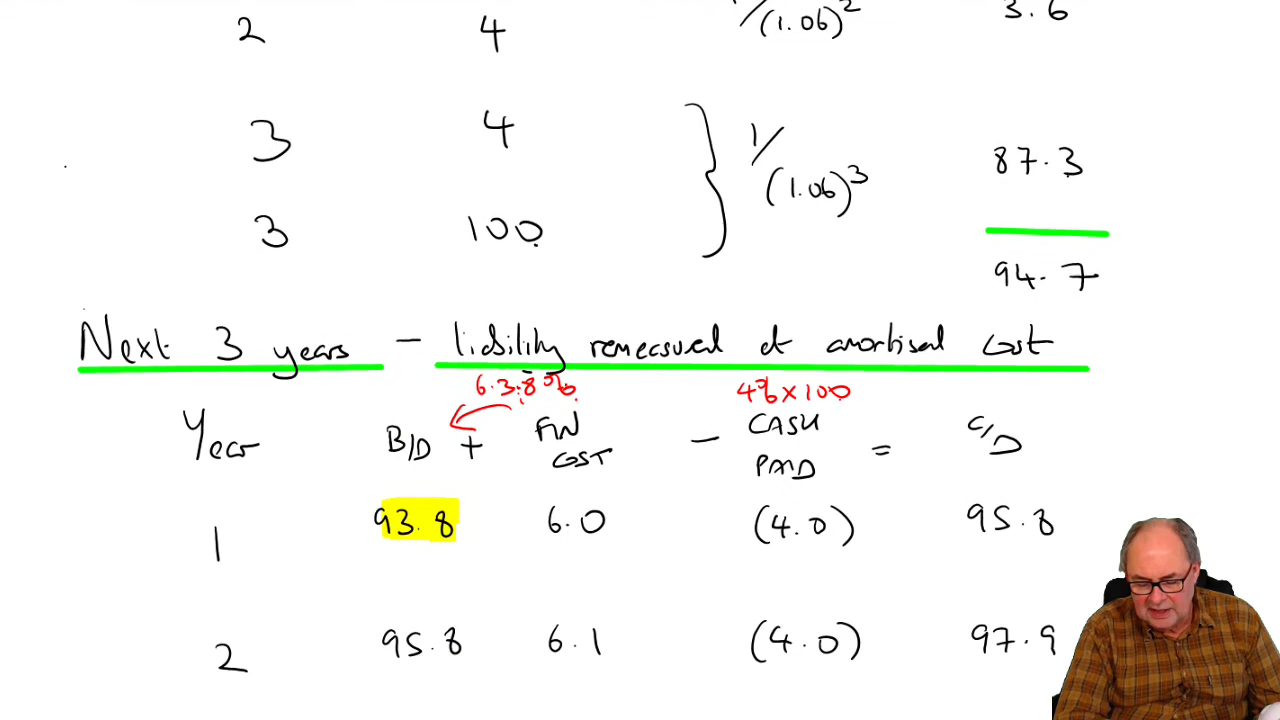 2 4 1/(1.06)² 3.6
3 4
1/(1.06)³ 87.3
3 100
94.7
Next 3 years - liability remeasured at amortised cost
6.3.8%. 4% x 100
Year B/D + FIN COST - CASH PAID = C/D
1 93.8 6.0 (4.0) 95.8
2 95.8 6.1 (4.0) 97.9